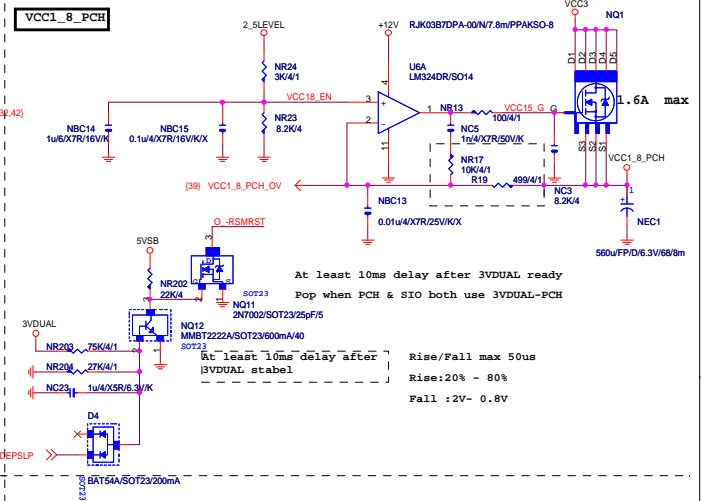 VCC1_8_PCH
2_5LEVEL
+12V
RJK03B7DPA-00/N/7.8m/PPAKSO-8
VCC3
NQ1
D1
D2
D3
D4
D5
NR24
3K/4/1
U6A
LM324DR/SO14
4
32,42}
VCC18_EN
3
+
1
NR13
VCC15_G
G
1.6A max
NBC14
1u/6/X7R/16V/K
NBC15
0.1u/4/X7R/16V/K/X
NR23
8.2K/4
2
-
100/4/1
NC5
1n/4/X7R/50V/K
11
S3
S2
S1
NR17
10K/4/1
VCC1_8_PCH
{39} VCC1_8_PCH_OV
R19
499/4/1
NC3
8.2K/4
1
+
NBC13
0.01u/4/X7R/25V/K/X
NEC1
560u/FP/D/6.3V/68/8m
O_-RSMRST
5VSB
3
NR202
22K/4
At least 10ms delay after 3VDUAL ready
SOT23
2
1
NQ11
2N7002/SOT23/25pF/5
Pop when PCH & SIO both use 3VDUAL-PCH
3VDUAL
3
NQ12
MMBT2222A/SOT23/600mA/40
SOT23
2
1
NR203
75K/4/1
At least 10ms delay after
3VDUAL stabel
Rise/Fall max 50us
NR204
27K/4/1
Rise:20% - 80%
NC23
1u/4/X5R/6.3V/K
Fall :2V- 0.8V
D4
DEPSLP
BAT54A/SOT23/200mA
SOT23